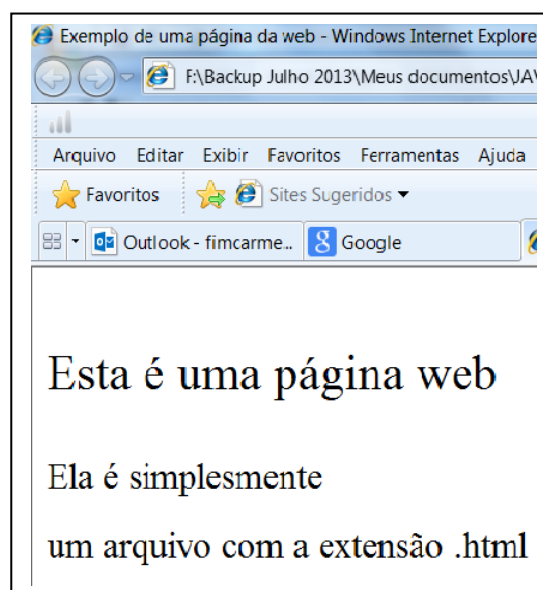 Exemplo de uma página da web - Windows Internet Explore
F:\Backup Julho 2013\Meus documentos\JAV
Arquivo Editar Exibir Favoritos Ferramentas Ajuda
Favoritos Sites Sugeridos
Outlook - fimcarme... Google
Esta é uma página web
Ela é simplesmente
um arquivo com a extensão .html